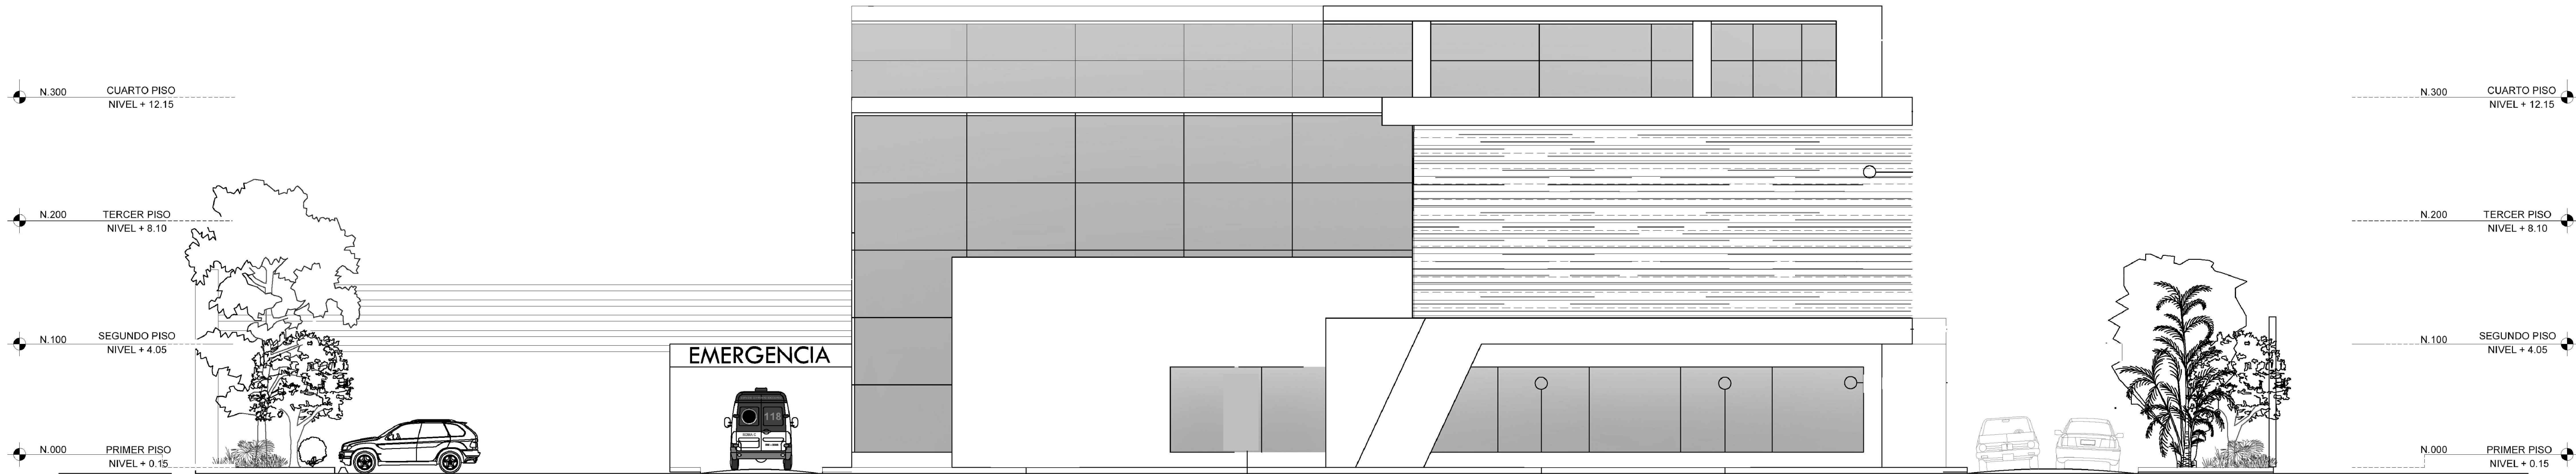 N.300 CUARTO PISO
NIVEL + 12.15
N.200 TERCER PISO
NIVEL + 8.10
N.100 SEGUNDO PISO
NIVEL + 4.05
N.000 PRIMER PISO
NIVEL + 0.15
EMERGENCIA
118
N.300 CUARTO PISO
NIVEL + 12.15
N.200 TERCER PISO
NIVEL + 8.10
N.100 SEGUNDO PISO
NIVEL + 4.05
N.000 PRIMER PISO
NIVEL + 0.15